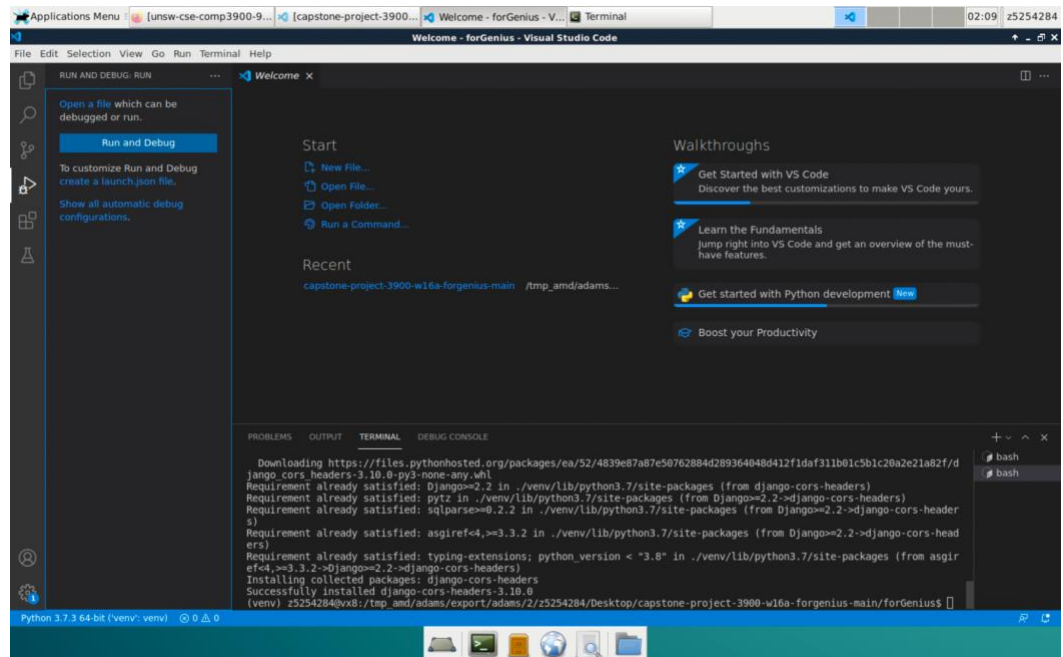 Applications Menu
[unsw-cse-comp3900-9...
[capstone-project-3900...
Welcome - forGenius - V...
Terminal
02:09
z5254284
Welcome - forGenius - Visual Studio Code
File Edit Selection View Go Run Terminal Help
RUN AND DEBUG: RUN ...
Welcome
Open a file which can be
debugged or run.
Run and Debug
To customize Run and Debug
create a launch.json file.
Show all automatic debug
configurations.
Start
New File...
Open File...
Open Folder...
Run a Command...
Recent
capstone-project-3900-w16a-forgenius-main /tmp_amd/adams...
Walkthroughs
Get Started with VS Code
Discover the best customizations to make VS Code yours.
Learn the Fundamentals
Jump right into VS Code and get an overview of the must-
have features.
Get started with Python development New
Boost your Productivity
PROBLEMS OUTPUT TERMINAL DEBUG CONSOLE
Downloading https://files.pythonhosted.org/packages/ea/52/4839e87a87e50762884d289364048d412f1daf311b01c5b1c20a2e21a82f/d
jango_cors_headers-3.10.0-py3-none-any.whl
Requirement already satisfied: Django>=2.2 in ./venv/lib/python3.7/site-packages (from django-cors-headers)
Requirement already satisfied: pytz in ./venv/lib/python3.7/site-packages (from Django>=2.2->django-cors-headers)
Requirement already satisfied: sqlparse>=0.2.2 in ./venv/lib/python3.7/site-packages (from Django>=2.2->django-cors-header
s)
Requirement already satisfied: asgiref<4,>=3.3.2 in ./venv/lib/python3.7/site-packages (from Django>=2.2->django-cors-head
ers)
Requirement already satisfied: typing-extensions; python_version < "3.8" in ./venv/lib/python3.7/site-packages (from asgir
ef<4,>=3.3.2->Django>=2.2->django-cors-headers)
Installing collected packages: django-cors-headers
Successfully installed django-cors-headers-3.10.0
(venv) z5254284@vx8:/tmp_amd/adams/export/adams/2/z5254284/Desktop/capstone-project-3900-w16a-forgenius-main/forGenius$
bash
bash
1
Python 3.7.3 64-bit ('venv': venv) 0 0